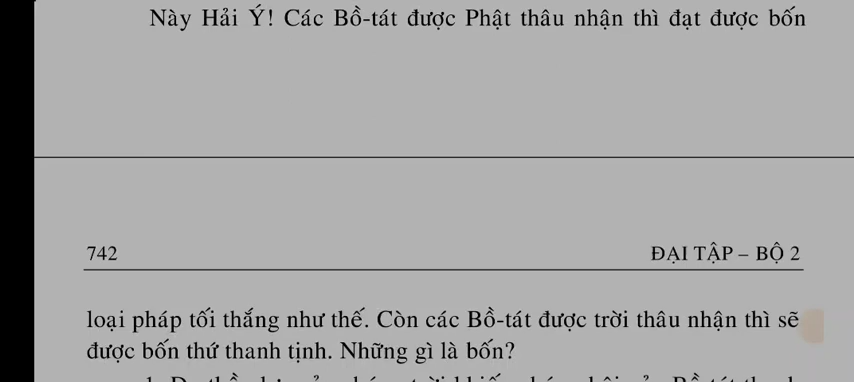 Này Hải Ý! Các Bồ-tát được Phật thâu nhận thì đạt được bốn
742 ĐẠI TẬP – BỘ 2
loại pháp tối thắng như thế. Còn các Bồ-tát được trời thâu nhận thì sẽ
được bốn thứ thanh tịnh. Những gì là bốn?